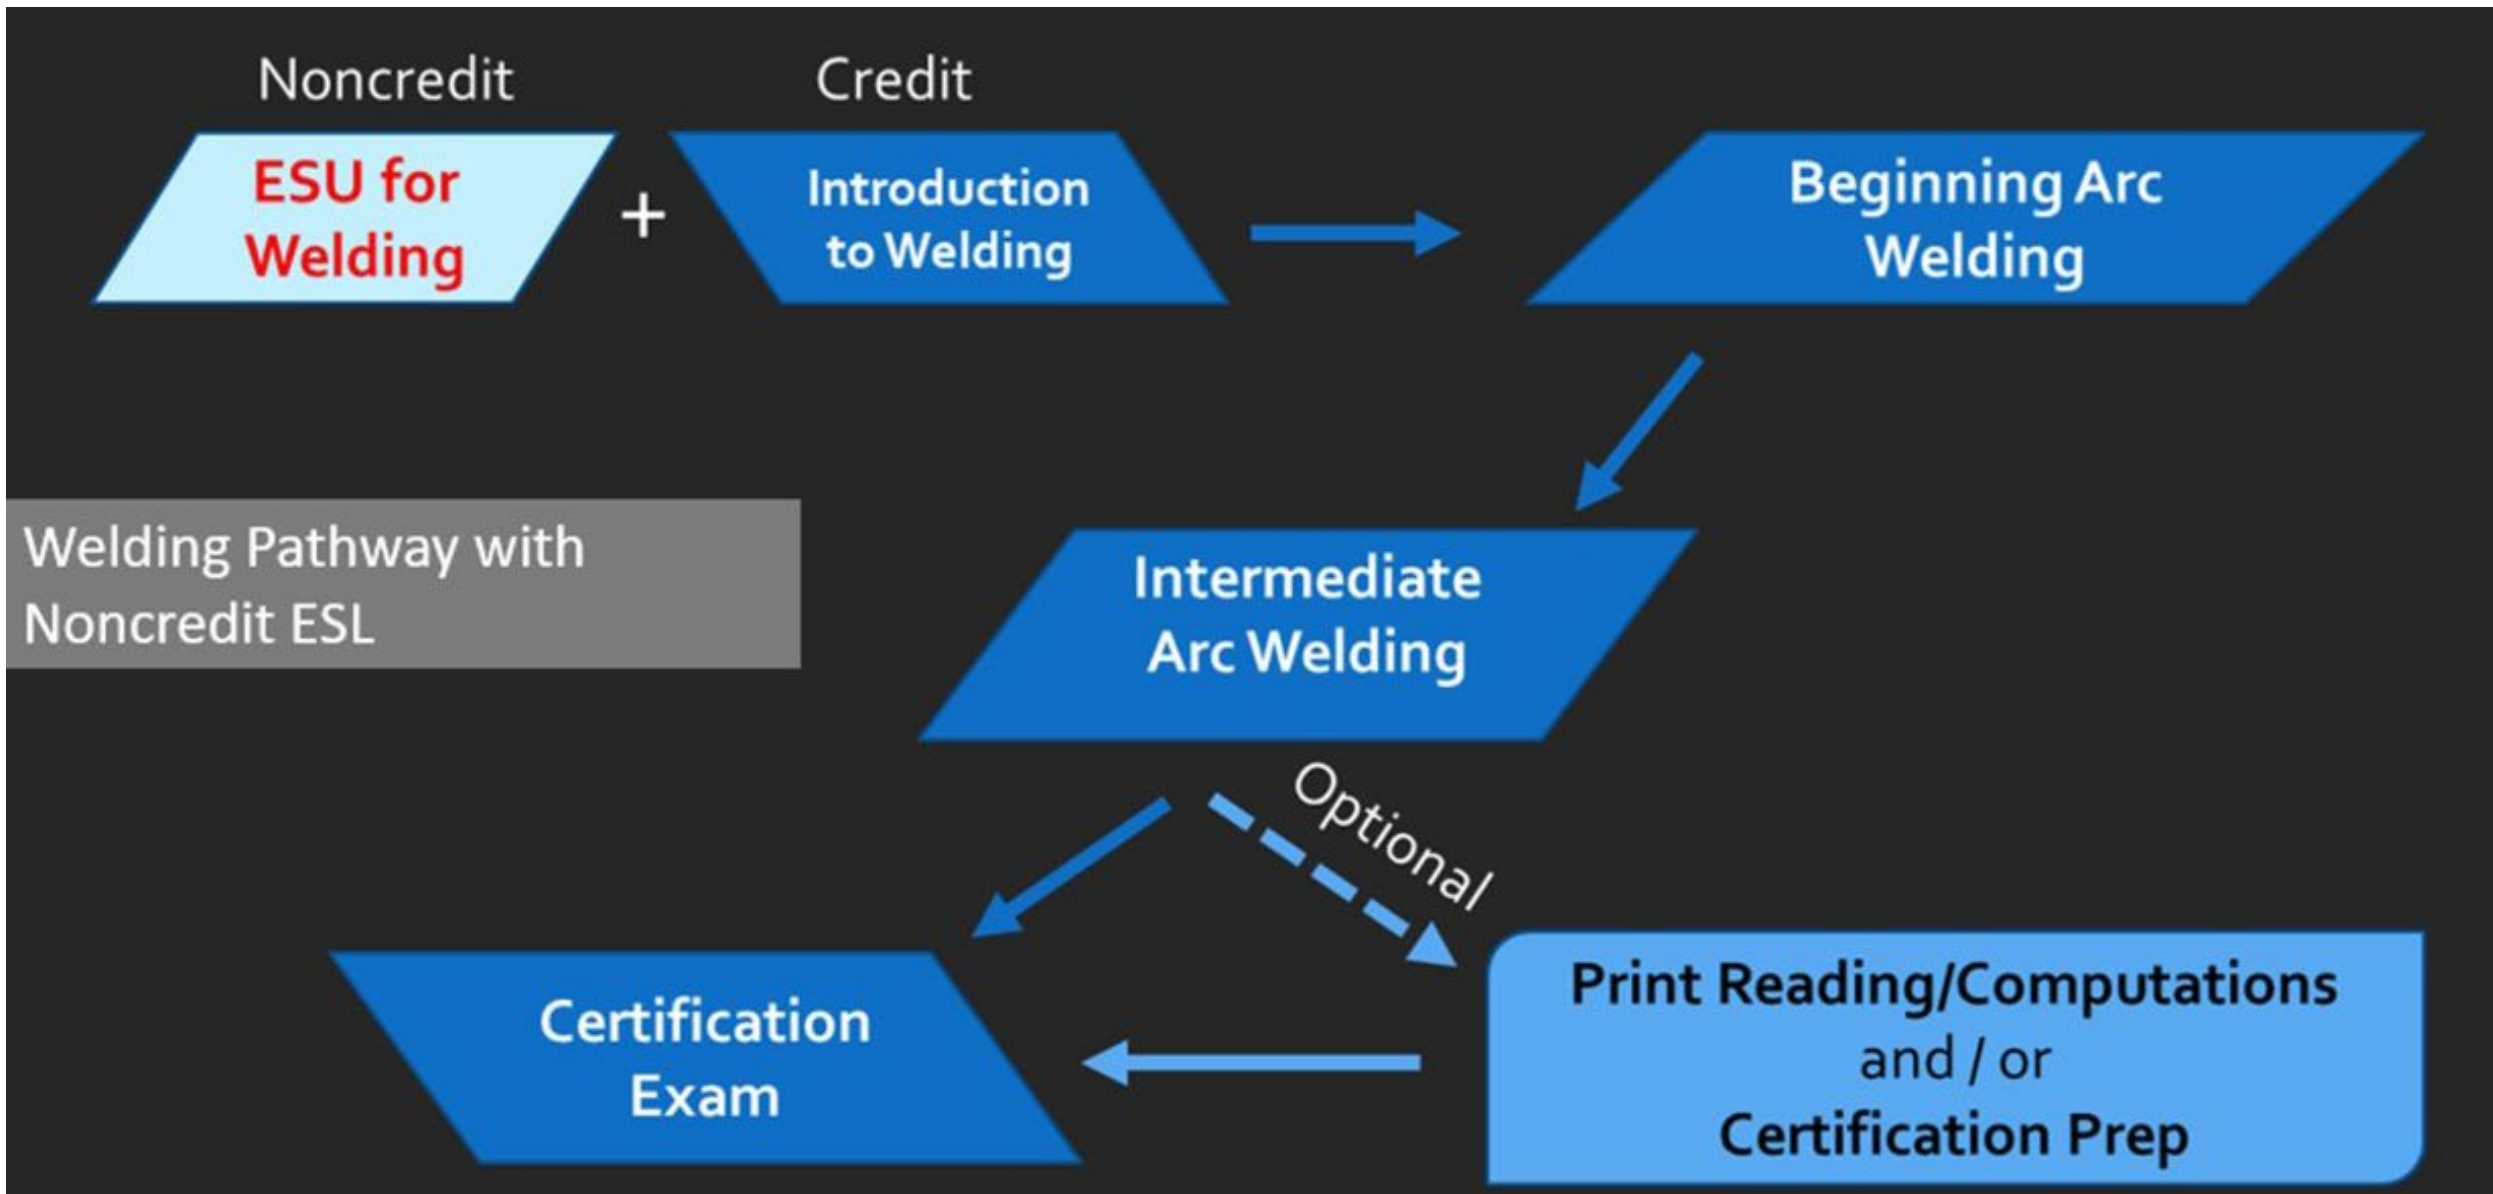 Noncredit
Credit
ESU for
Welding
+
Introduction
to Welding
Beginning Arc
Welding
Welding Pathway with
Noncredit ESL
Intermediate
Arc Welding
Optional
Certification
Exam
Print Reading/Computations
and / or
Certification Prep